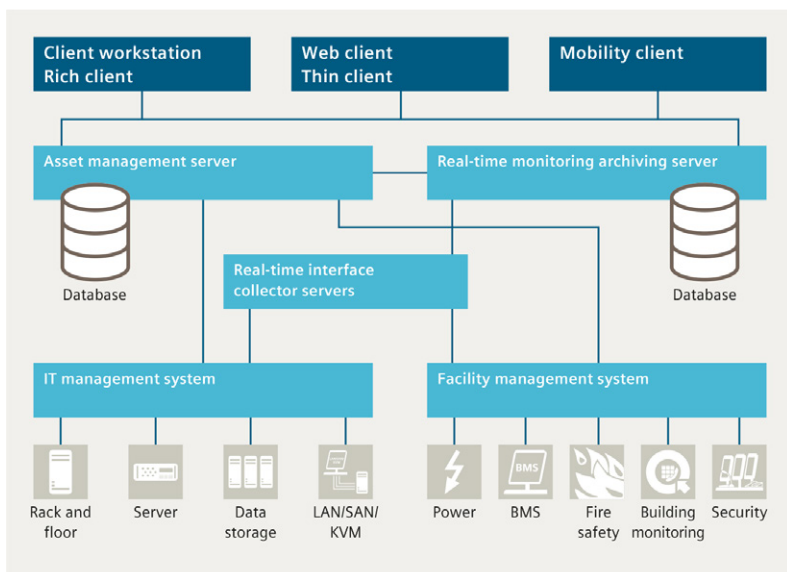 Client workstation
Rich client
Web client
Thin client
Mobility client
Asset management server
Real-time monitoring archiving server
Database
Real-time interface
collector servers
Database
IT management system
Facility management system
BMS
Rack and
floor
Server
Data
storage
LAN/SAN/
KVM
Power
BMS
Fire
safety
Building
monitoring
Security